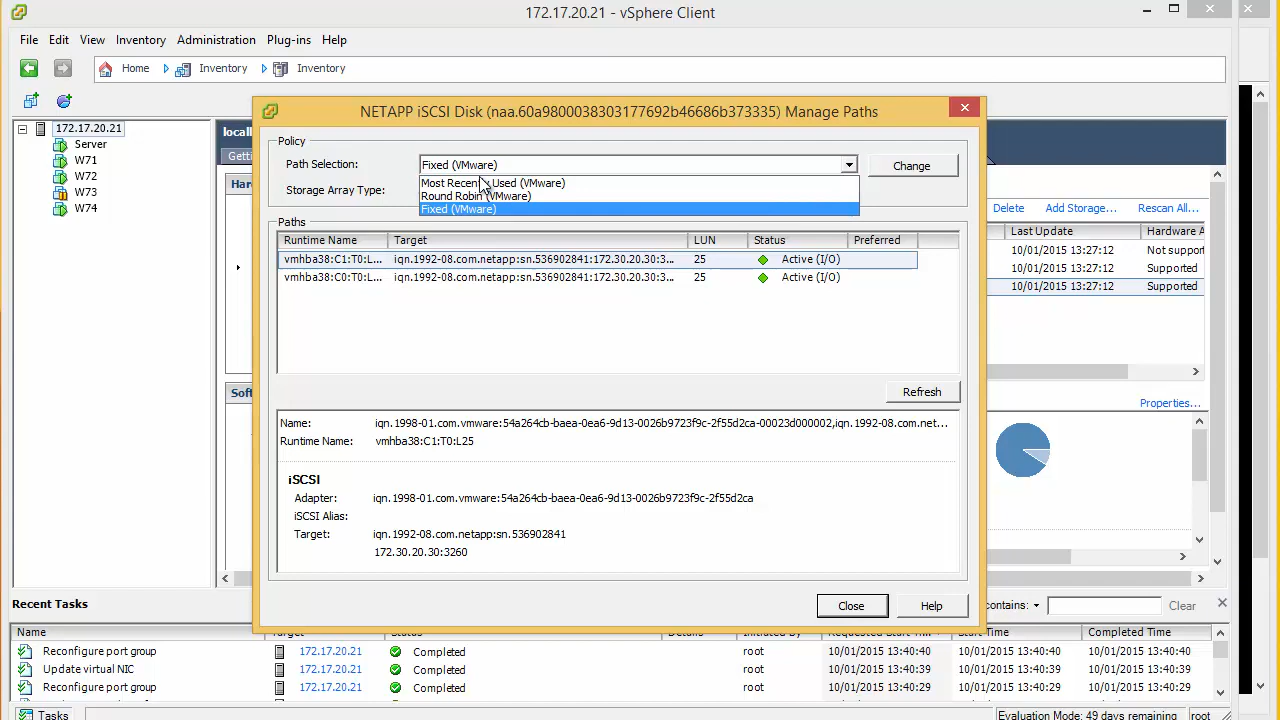 172.17.20.21 - vSphere Client
File Edit View Inventory Administration Plug-ins Help
Home Inventory Inventory
172.17.20.21
Server
W71
W72
W73
W74
NETAPP iSCSI Disk (naa.60a9800038303177692b46686b373335) Manage Paths
Policy
Path Selection: Fixed (VMware) Change
Most Recently Used (VMware)
Round Robin (VMware)
Fixed (VMware)
Storage Array Type:
Paths
Runtime Name Target LUN Status Preferred
vmhba38:C1:T0:L... iqn.1992-08.com.netapp:sn.536902841:172.30.20.30:3... 25 Active (I/O)
vmhba38:C0:T0:L... iqn.1992-08.com.netapp:sn.536902841:172.30.20.30:3... 25 Active (I/O)
Refresh
Name: iqn.1998-01.com.vmware:54a264cb-baea-0ea6-9d13-0026b9723f9c-2f55d2ca-00023d000002,iqn.1992-08.com.net...
Runtime Name: vmhba38:C1:T0:L25
iSCSI
Adapter: iqn.1998-01.com.vmware:54a264cb-baea-0ea6-9d13-0026b9723f9c-2f55d2ca
iSCSI Alias:
Target: iqn.1992-08.com.netapp:sn.536902841
172.30.20.30:3260
Close Help
Delete Add Storage... Rescan All...
Last Update Hardware A
10/01/2015 13:27:12 Not support
10/01/2015 13:27:12 Supported
10/01/2015 13:27:12 Supported
Properties...
Recent Tasks
contains: Clear
Name Target Status Details Initiated by Requested Start Ti... Start Time Completed Time
Reconfigure port group 172.17.20.21 Completed root 10/01/2015 13:40:40 10/01/2015 13:40:40 10/01/2015 13:40:40
Update virtual NIC 172.17.20.21 Completed root 10/01/2015 13:40:39 10/01/2015 13:40:39 10/01/2015 13:40:39
Reconfigure port group 172.17.20.21 Completed root 10/01/2015 13:40:29 10/01/2015 13:40:29 10/01/2015 13:40:29
Tasks Evaluation Mode: 49 days remaining root